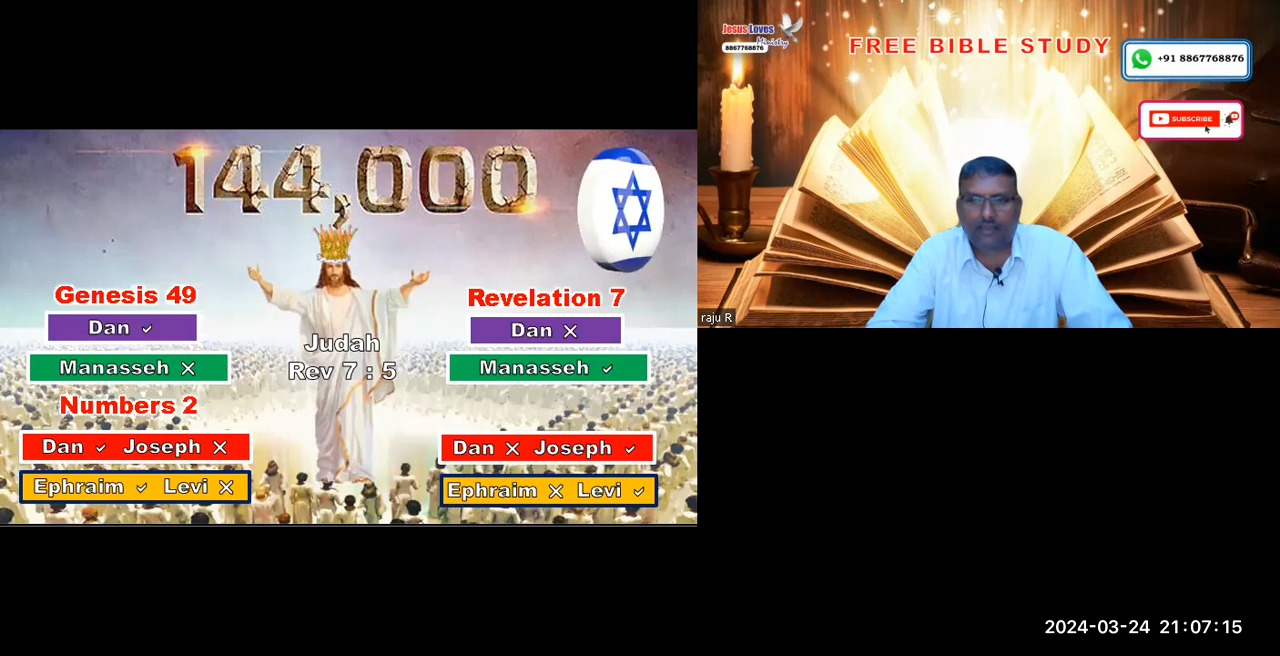 144,000
Genesis 49
Dan ✓
Manasseh ✕
Numbers 2
Dan ✓ Joseph ✕
Ephraim ✓ Levi ✕
Judah
Rev 7 : 5
Revelation 7
Dan ✕
Manasseh ✓
Dan ✕ Joseph ✓
Ephraim ✕ Levi ✓
Jesus Loves
Ministry
8867768876
FREE BIBLE STUDY
+91 8867768876
SUBSCRIBE
raju R
2024-03-24 21:07:15